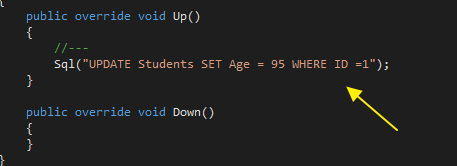 {
public override void Up()
{
//---
Sql("UPDATE Students SET Age = 95 WHERE ID =1");
}
public override void Down()
{
}
}